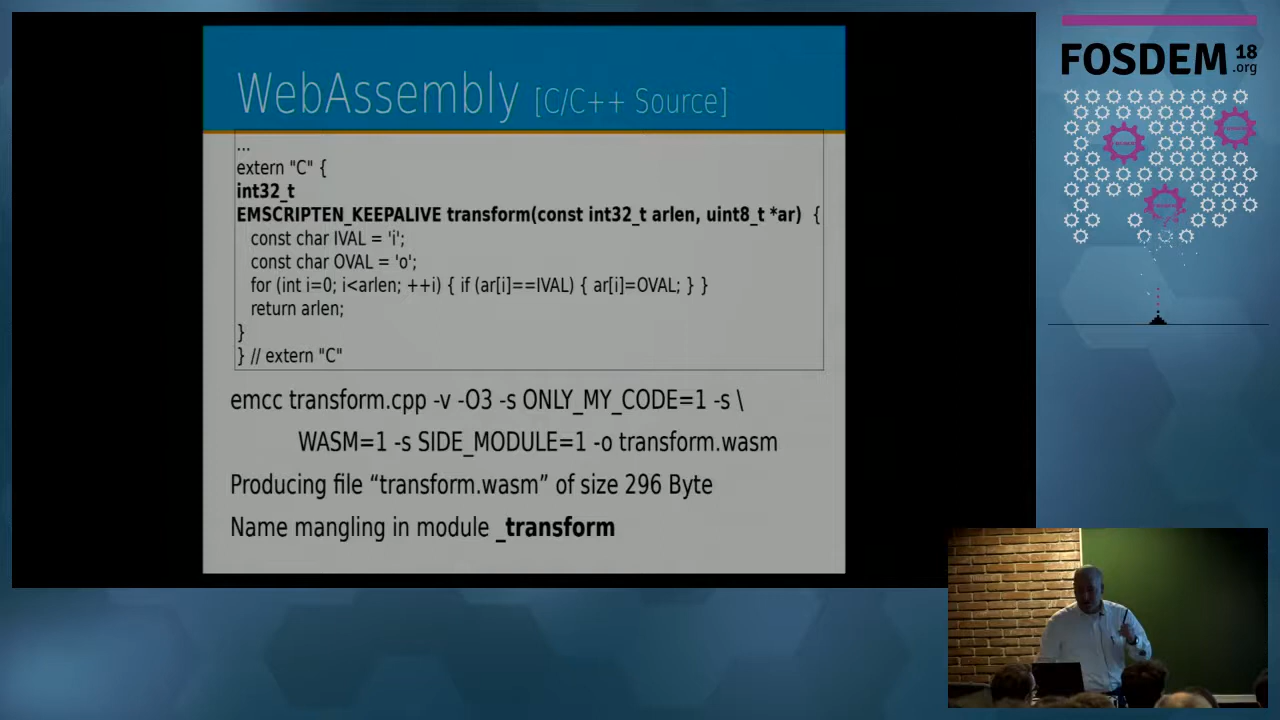 WebAssembly [C/C++ Source]
...
extern "C" {
int32_t
EMSCRIPTEN_KEEPALIVE transform(const int32_t arlen, uint8_t *ar) {
const char IVAL = 'i';
const char OVAL = 'o';
for (int i=0; i<arlen; ++i) { if (ar[i]==IVAL) { ar[i]=OVAL; } }
return arlen;
}
} // extern "C"
emcc transform.cpp -v -O3 -s ONLY_MY_CODE=1 -s \
WASM=1 -s SIDE_MODULE=1 -o transform.wasm
Producing file “transform.wasm” of size 296 Byte
Name mangling in module _transform
FOSDEM 18
.org